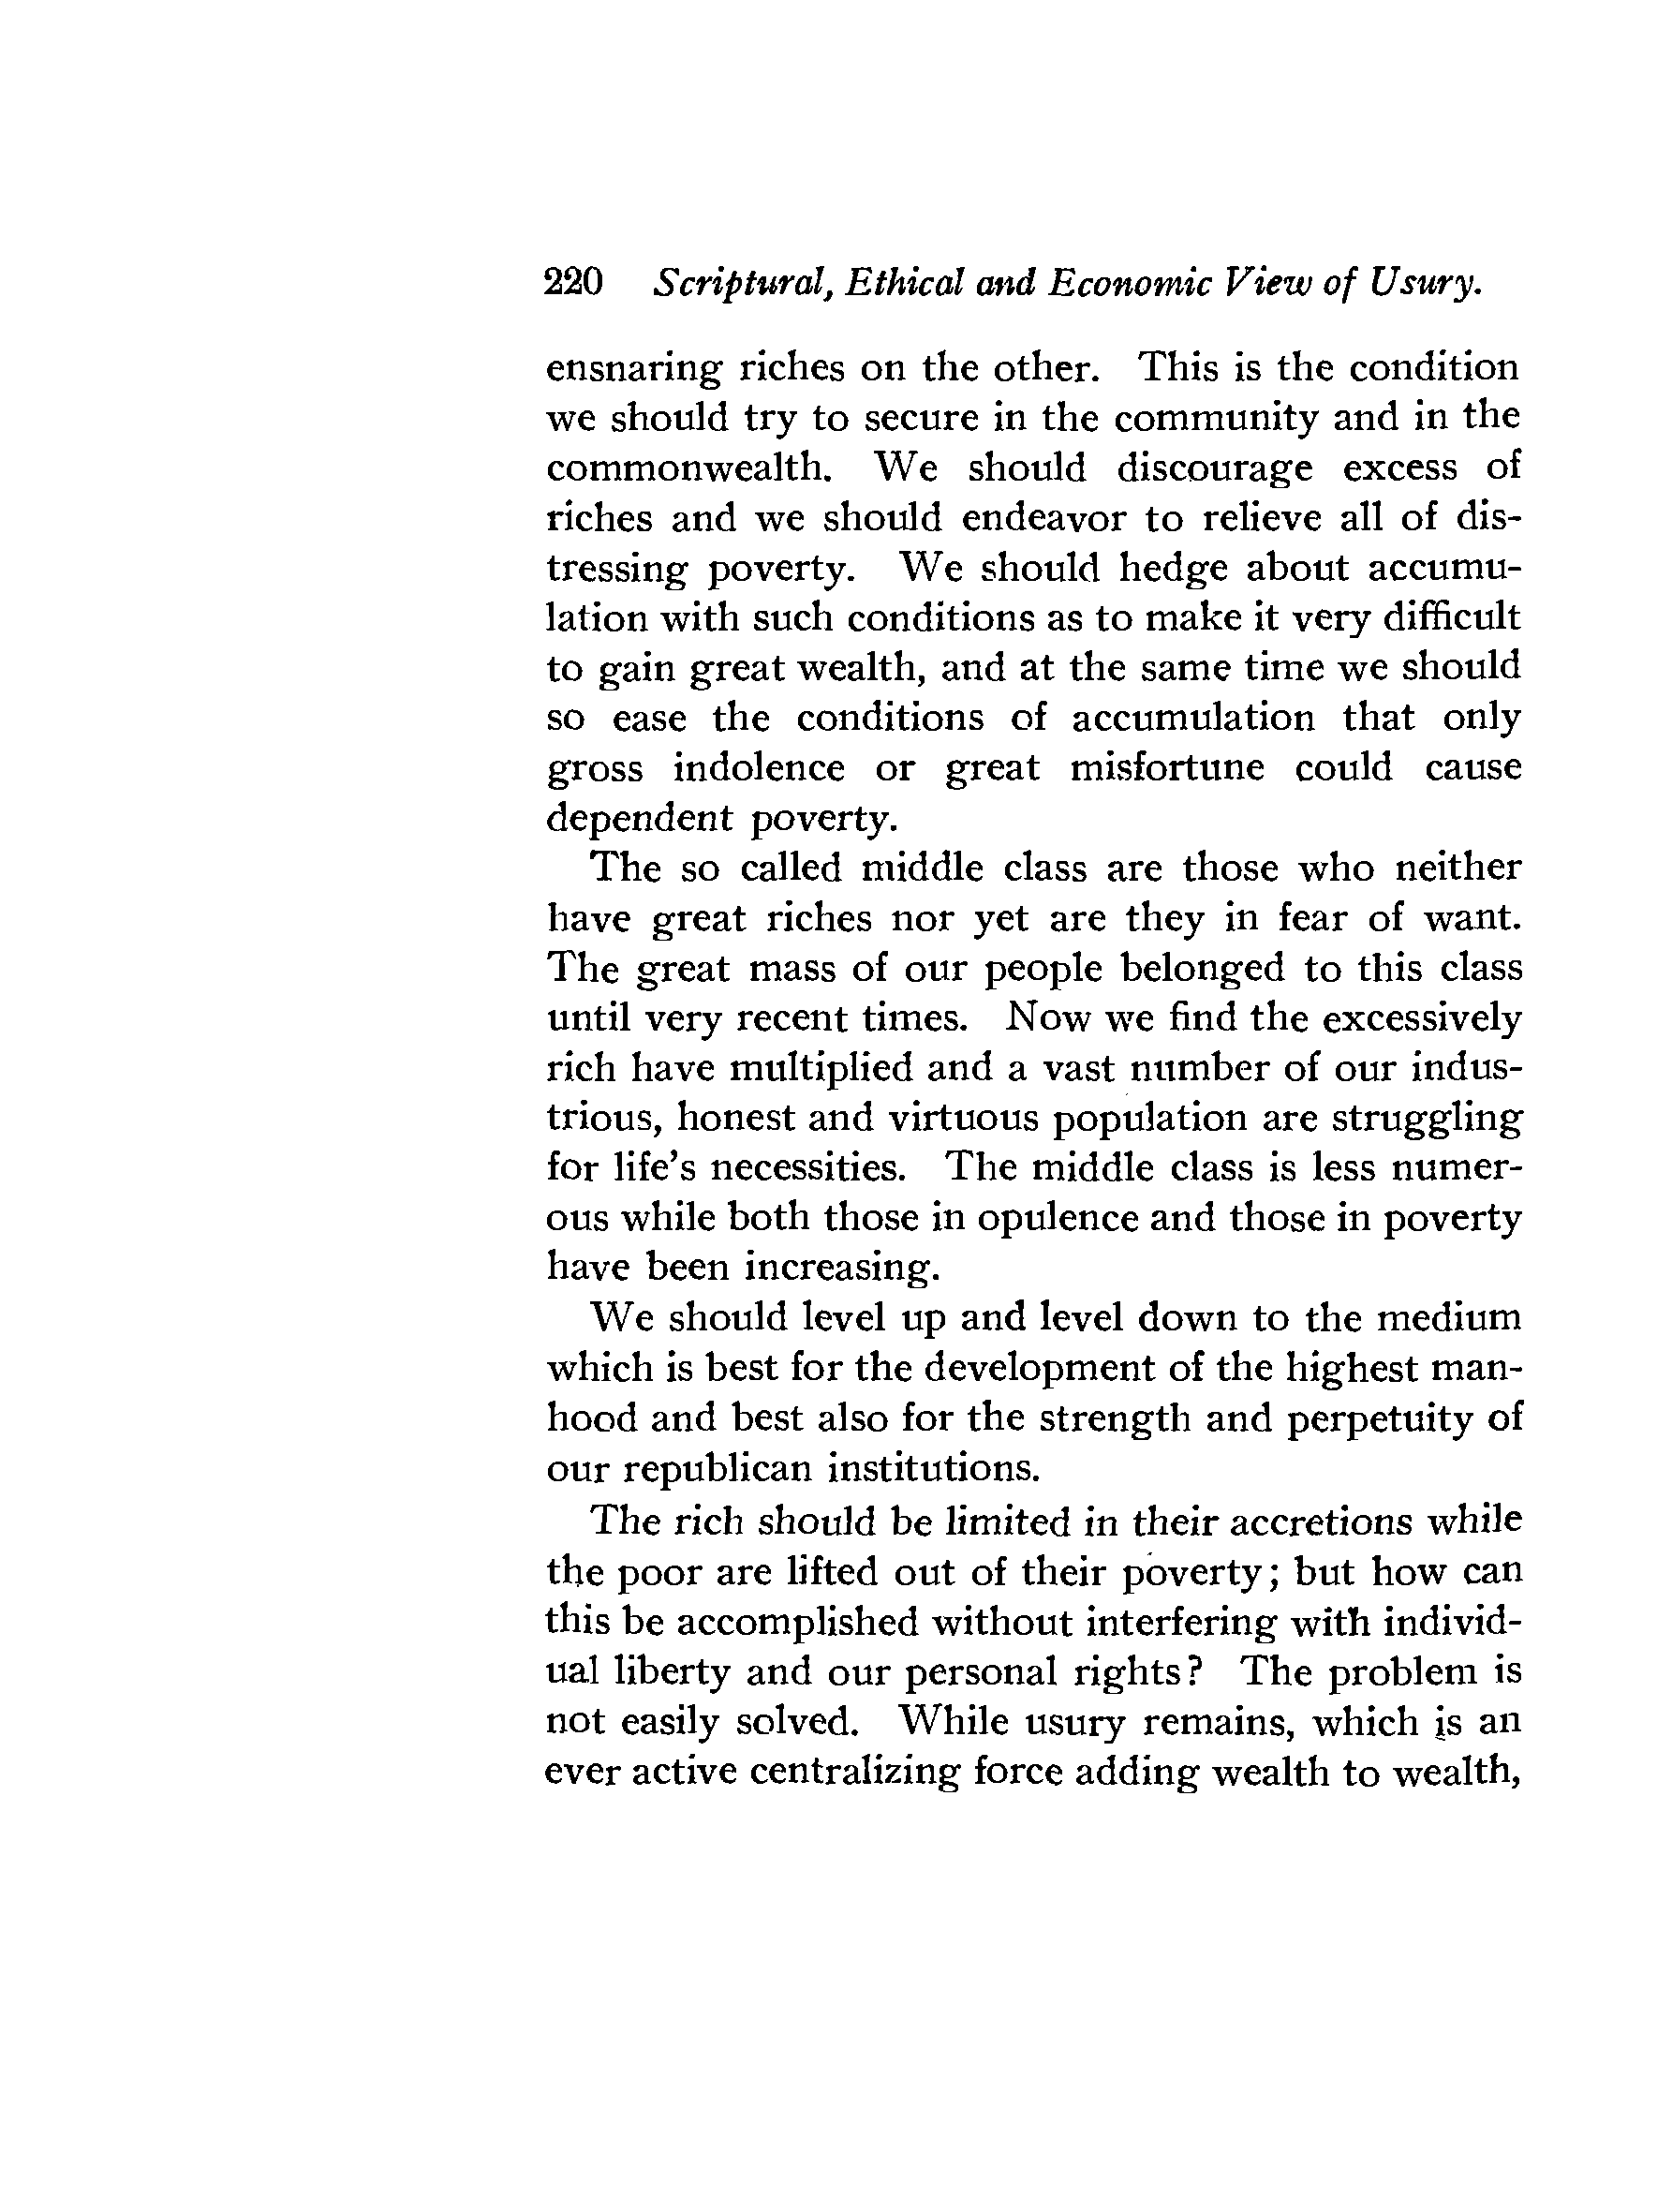 220 Scriptural, Ethical and Economic View of Usury.
ensnaring riches on the other. This is the condition
we should try to secure in the community and in the
commonwealth. We should discourage excess of
riches and we should endeavor to relieve all of dis-
tressing poverty. We should hedge about accumu-
lation with such conditions as to make it very difficult
to gain great wealth, and at the same time we should
so ease the conditions of accumulation that only
gross indolence or great misfortune could cause
dependent poverty.
The so called middle class are those who neither
have great riches nor yet are they in fear of want.
The great mass of our people belonged to this class
until very recent times. Now we find the excessively
rich have multiplied and a vast number of our indus-
trious, honest and virtuous population are struggling
for life's necessities. The middle class is less numer-
ous while both those in opulence and those in poverty
have been increasing.
We should level up and level down to the medium
which is best for the development of the highest man-
hood and best also for the strength and perpetuity of
our republican institutions.
The rich should be limited in their accretions while
the poor are lifted out of their poverty; but how can
this be accomplished without interfering with individ-
ual liberty and our personal rights? The problem is
not easily solved. While usury remains, which is an
ever active centralizing force adding wealth to wealth,